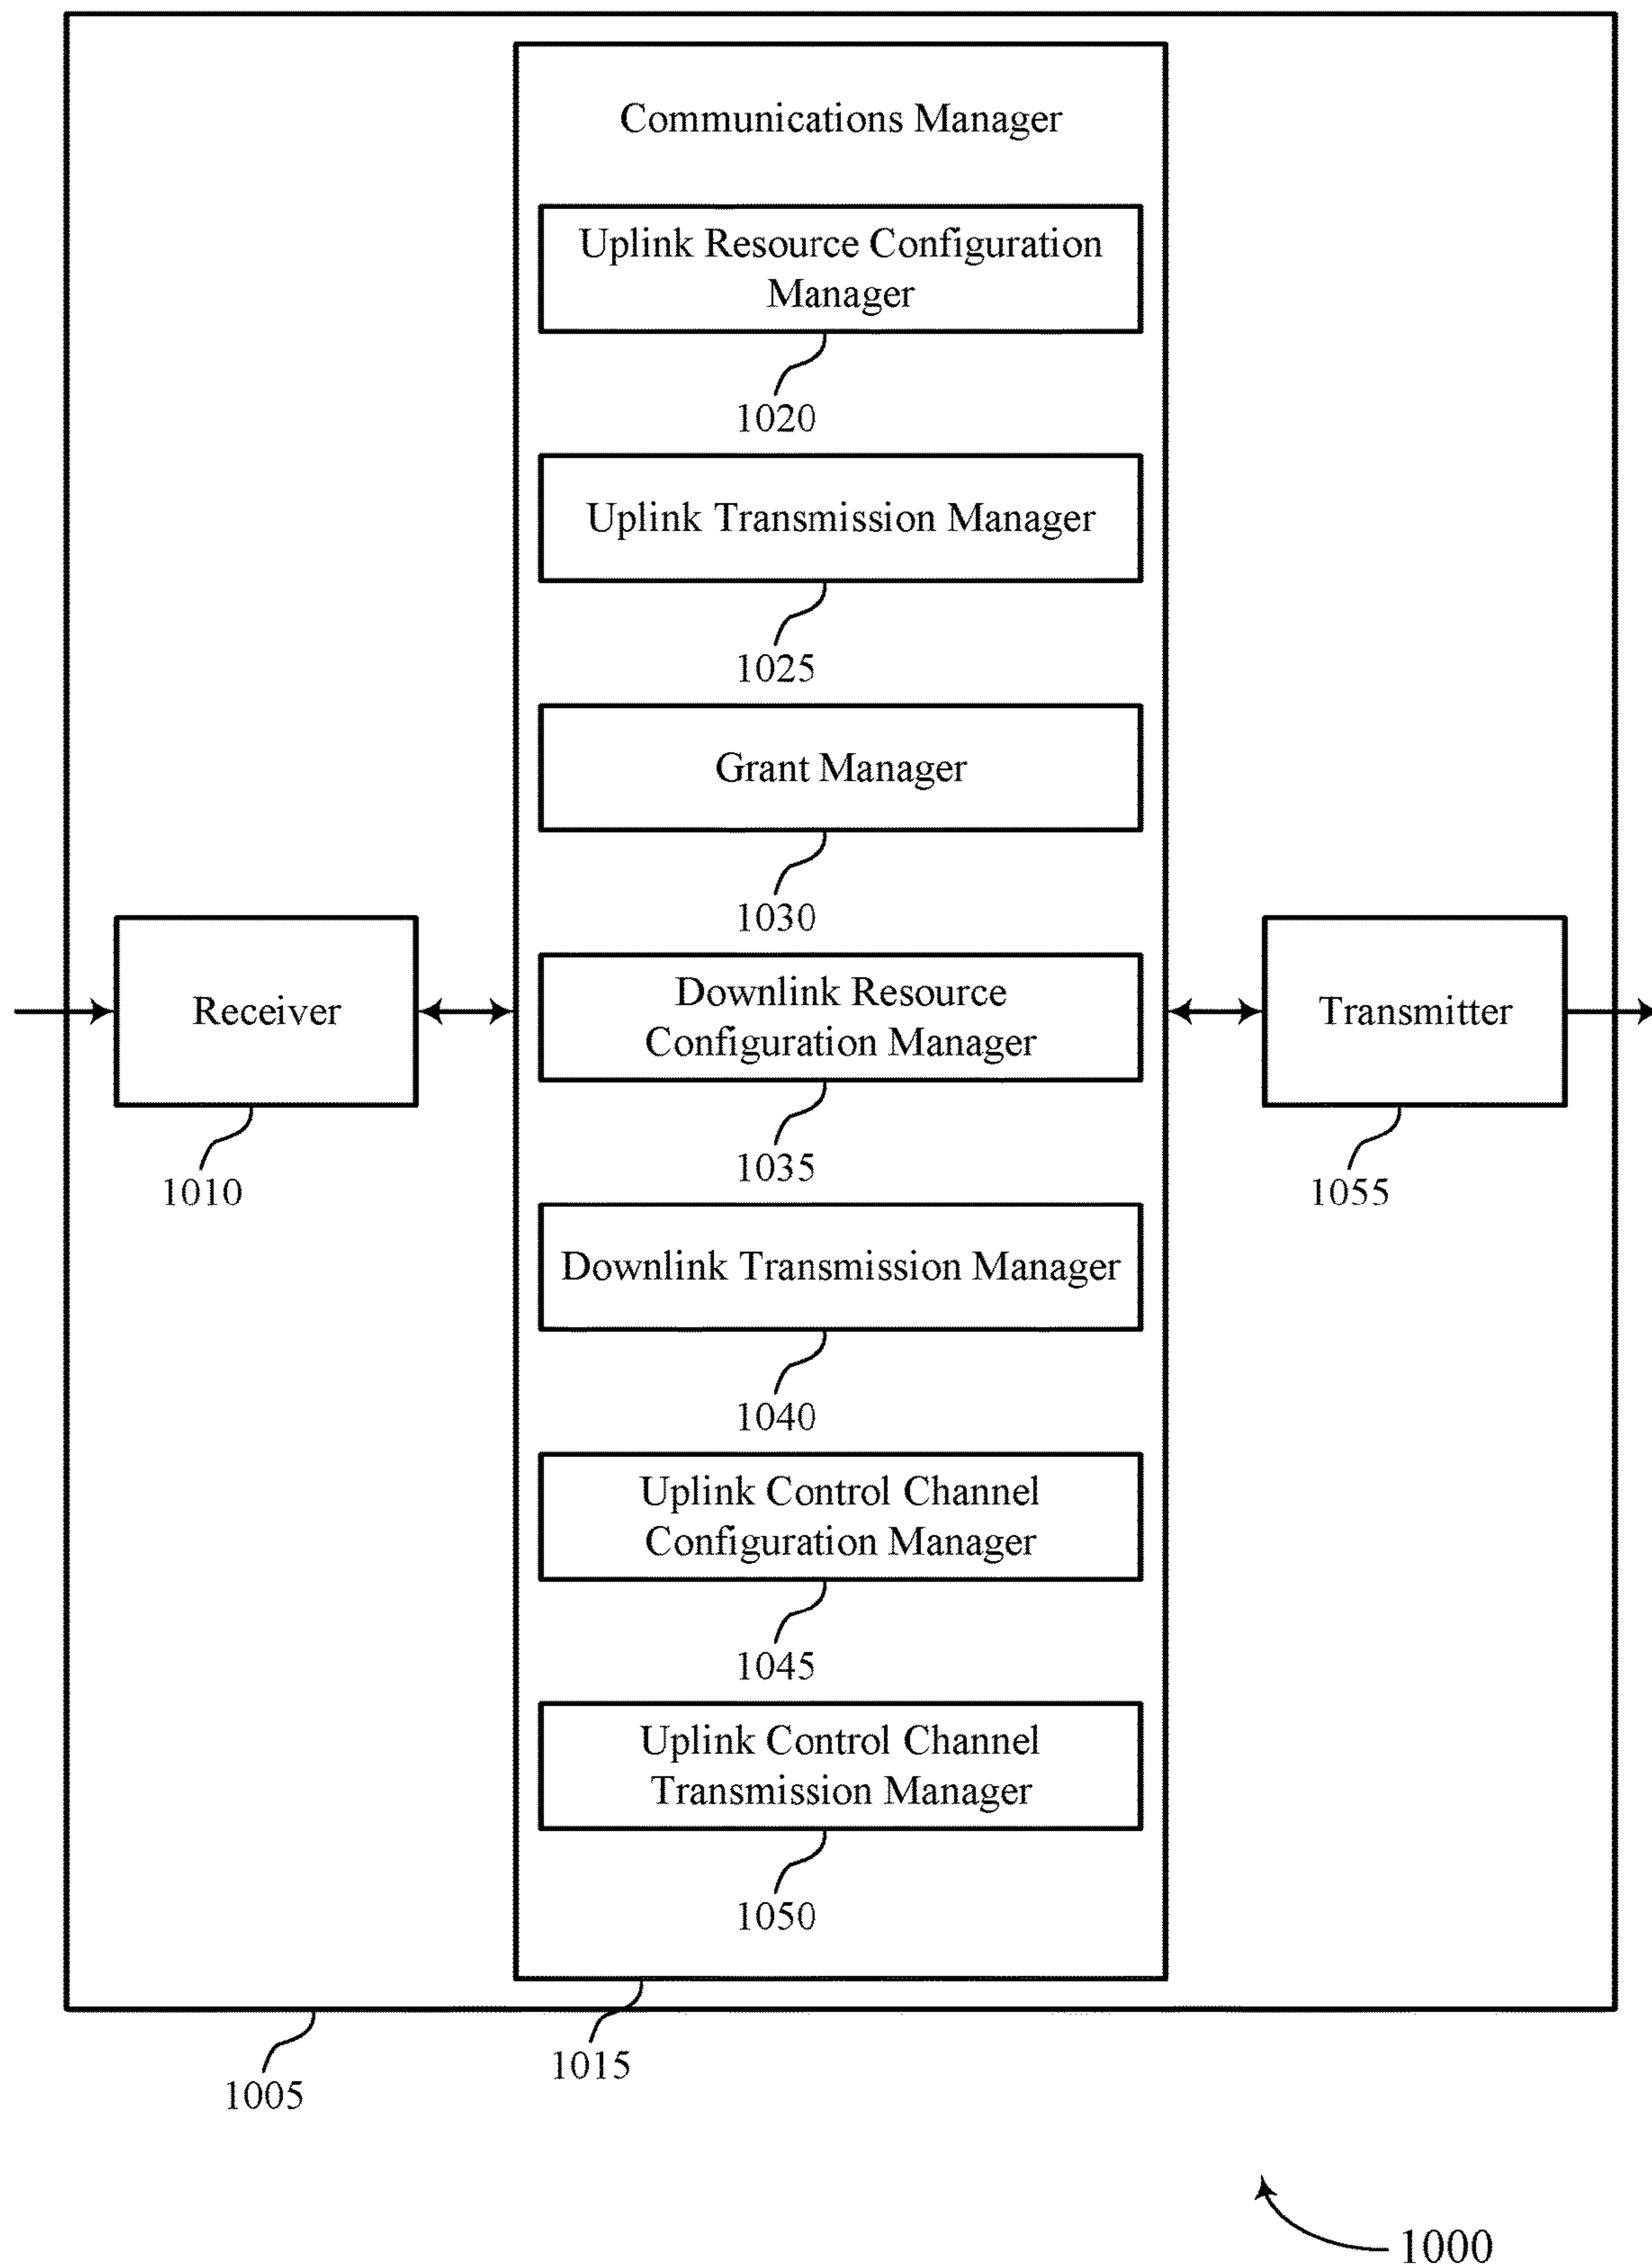 Communications Manager
Uplink Resource Configuration
Manager
1020
Uplink Transmission Manager
1025
Grant Manager
1030
Receiver
1010
Downlink Resource
Configuration Manager
1035
Transmitter
1055
Downlink Transmission Manager
1040
Uplink Control Channel
Configuration Manager
1045
Uplink Control Channel
Transmission Manager
1050
1015
1005
1000